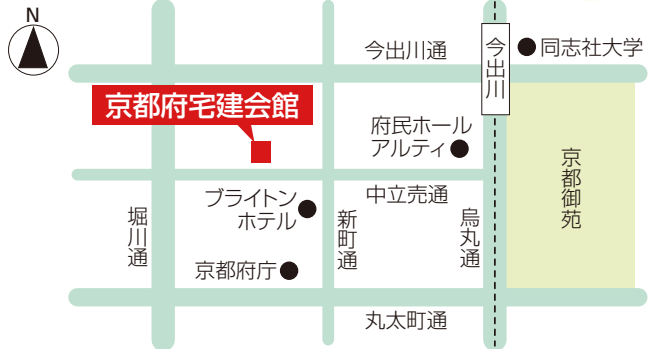 N
今出川通
今出川
同志社大学
京都府宅建会館
府民ホール
アルティ
京都御苑
中立売通
ブライトン
ホテル
堀川通
新町通
烏丸通
京都府庁
丸太町通